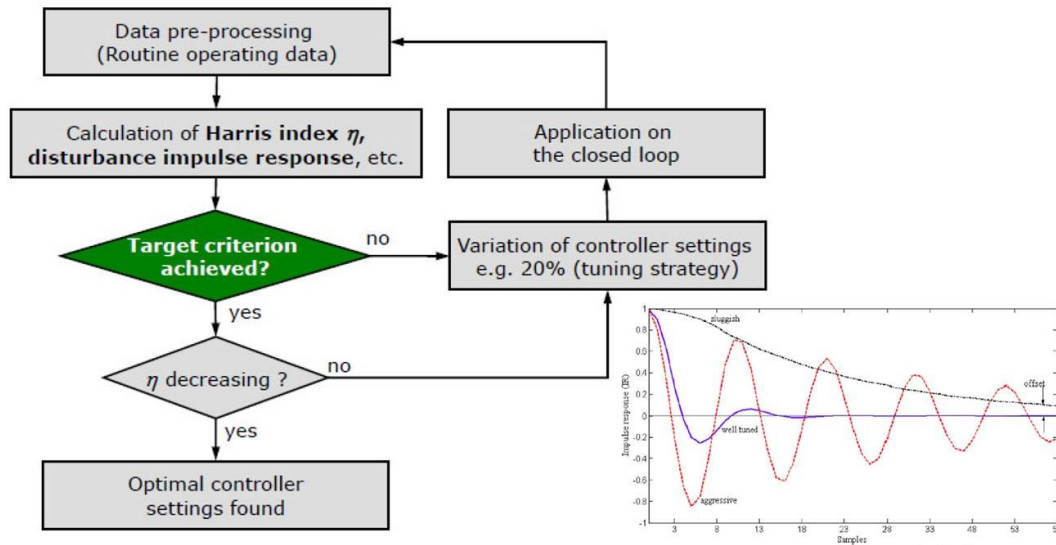 Data pre-processing
(Routine operating data)
Calculation of Harris index η,
disturbance impulse response, etc.
Application on
the closed loop
Target criterion
achieved?
no
Variation of controller settings
e.g. 20% (tuning strategy)
yes
η decreasing ?
no
yes
Optimal controller
settings found
Impulse response (IR)
1
0.8
0.6
0.4
0.2
0
-0.2
-0.4
-0.6
-0.8
-1
sluggish
offset
well tuned
aggressive
3
8
13
18
23
28
33
38
43
48
53
Samples